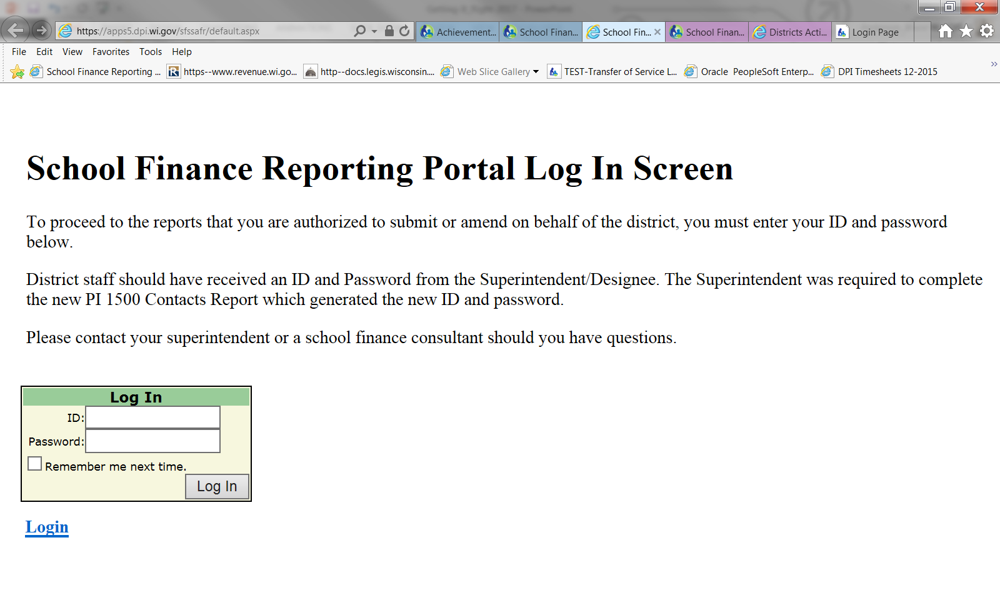 https://apps5.dpi.wi.gov/sfssafr/default.aspx
Achievement...
School Finan...
School Fin...
School Finan...
Districts Acti...
Login Page
File Edit View Favorites Tools Help
School Finance Reporting ...
https--www.revenue.wi.go...
http--docs.legis.wisconsin....
Web Slice Gallery
TEST-Transfer of Service L...
Oracle PeopleSoft Enterp...
DPI Timesheets 12-2015
School Finance Reporting Portal Log In Screen
To proceed to the reports that you are authorized to submit or amend on behalf of the district, you must enter your ID and password
below.
District staff should have received an ID and Password from the Superintendent/Designee. The Superintendent was required to complete
the new PI 1500 Contacts Report which generated the new ID and password.
Please contact your superintendent or a school finance consultant should you have questions.
Log In
ID:
Password:
Remember me next time.
Log In
Login